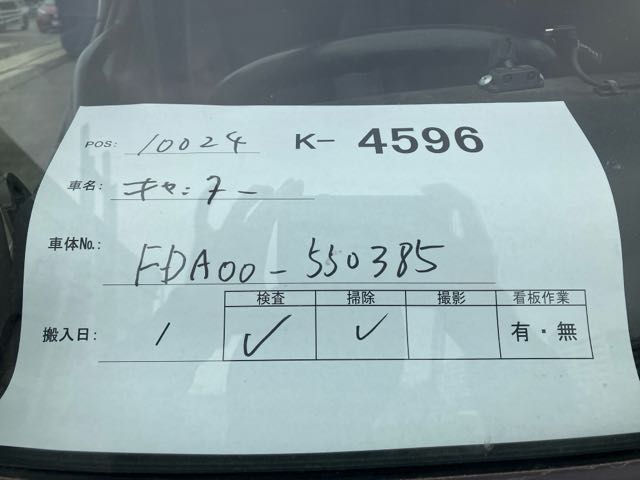 POS: 10024 K-4596
車名: キャンター
車体No.: FDA00-550385
検査 掃除 撮影 看板作業
搬入日: / ✓ ✓ 有・無